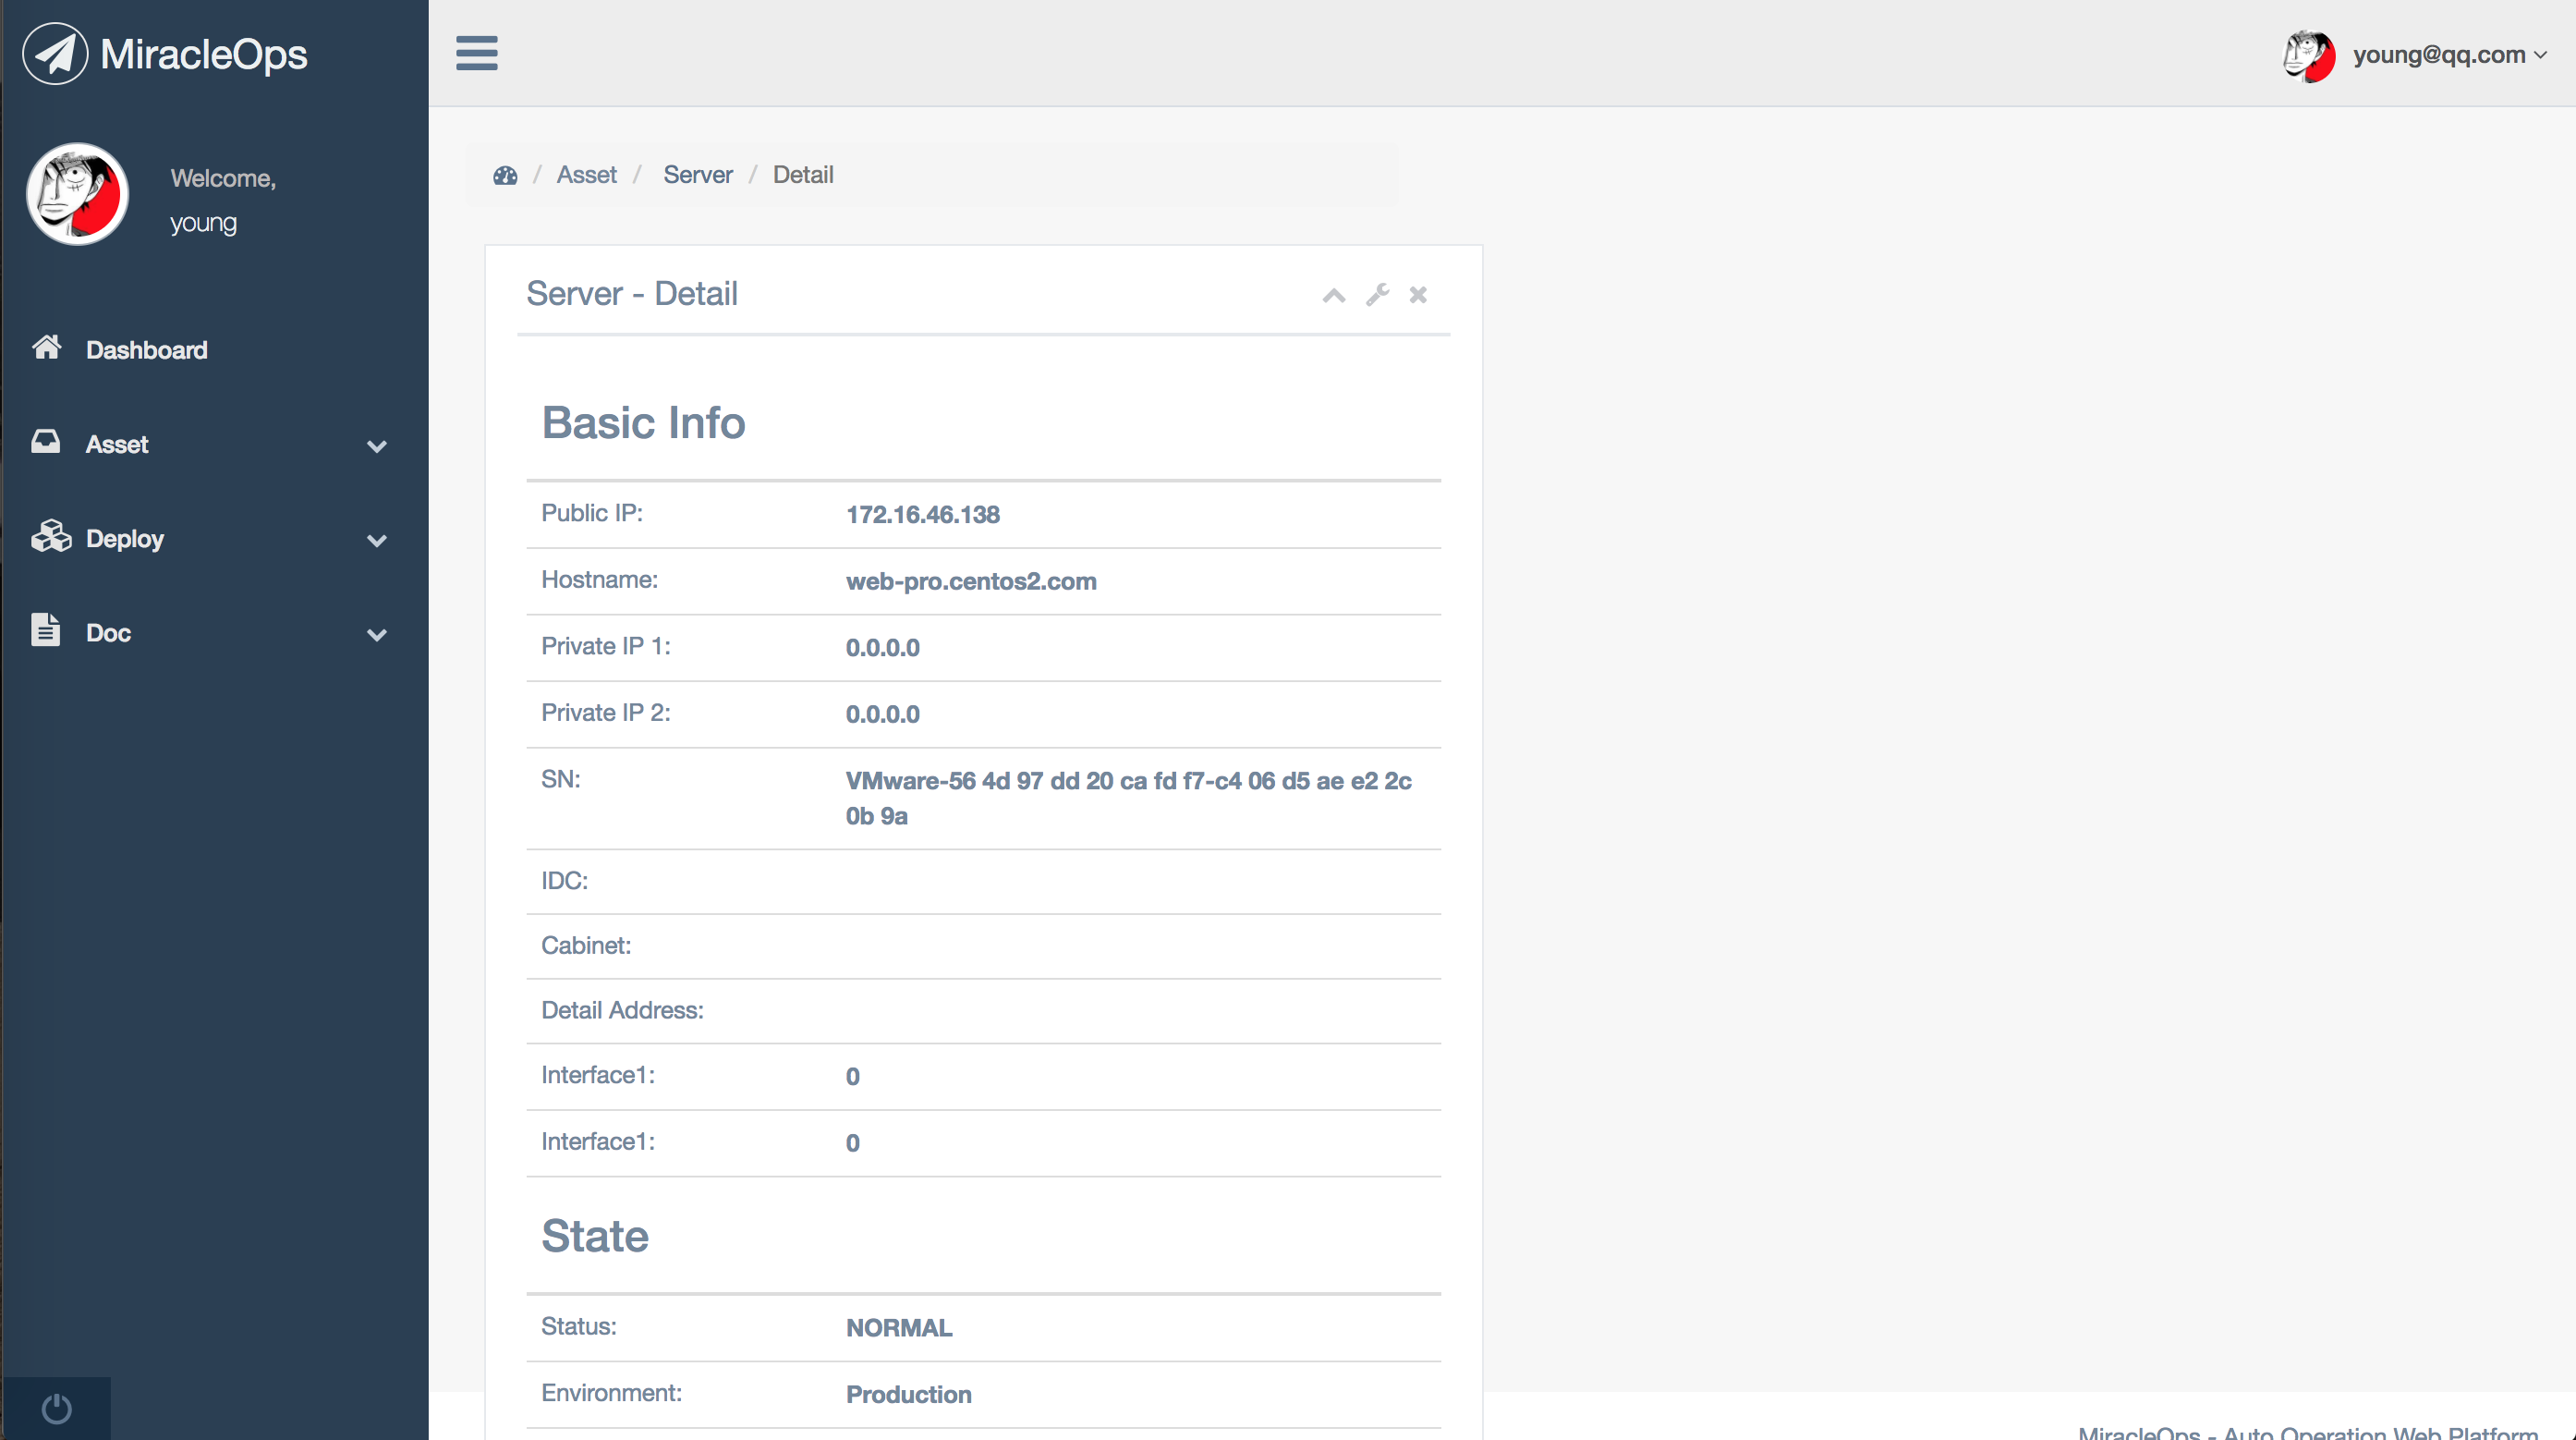 MiracleOps
young@qq.com
Welcome,
young
Dashboard
Asset
Deploy
Doc
/ Asset / Server / Detail
Server - Detail
Basic Info
Public IP: 172.16.46.138
Hostname: web-pro.centos2.com
Private IP 1: 0.0.0.0
Private IP 2: 0.0.0.0
SN: VMware-56 4d 97 dd 20 ca fd f7-c4 06 d5 ae e2 2c
0b 9a
IDC:
Cabinet:
Detail Address:
Interface1: 0
Interface1: 0
State
Status: NORMAL
Environment: Production
MiracleOps - Auto Operation Web Platform